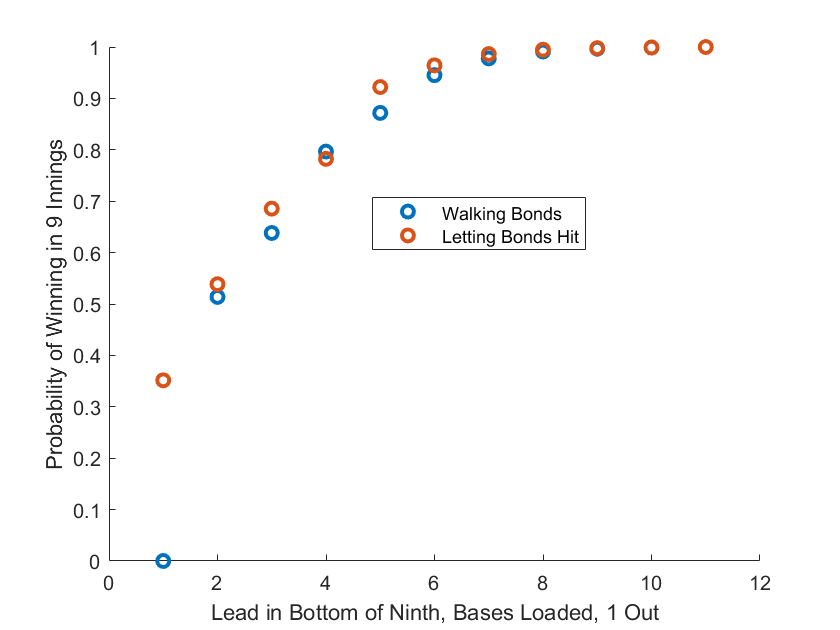 1
0.9
0.8
0.7
0.6
0.5
0.4
0.3
0.2
0.1
0
Probability of Winning in 9 Innings
Walking Bonds
Letting Bonds Hit
0 2 4 6 8 10 12
Lead in Bottom of Ninth, Bases Loaded, 1 Out